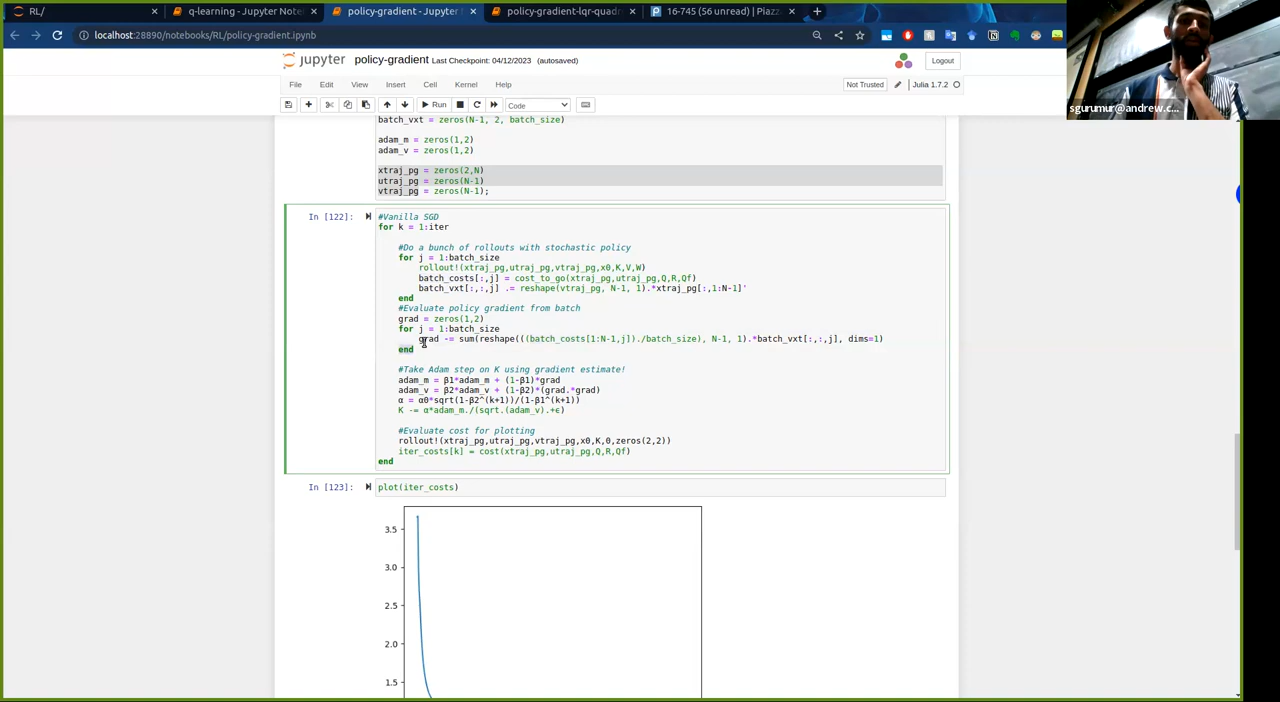 RL/
q-learning - Jupyter Note
policy-gradient - Jupyter
policy-gradient-lqr-quadr
16-745 (56 unread) | Piazz
localhost:28890/notebooks/RL/policy-gradient.ipynb
jupyter policy-gradient Last Checkpoint: 04/12/2023 (autosaved)
Logout
File Edit View Insert Cell Kernel Help
Not Trusted
Julia 1.7.2
Run
Code
sgurumur@andrew.c...
batch_vxt = zeros(N-1, 2, batch_size)
adam_m = zeros(1,2)
adam_v = zeros(1,2)
xtraj_pg = zeros(2,N)
utraj_pg = zeros(N-1)
vtraj_pg = zeros(N-1);
In [122]:
#Vanilla SGD
for k = 1:iter
#Do a bunch of rollouts with stochastic policy
for j = 1:batch_size
rollout!(xtraj_pg,utraj_pg,vtraj_pg,x0,K,V,W)
batch_costs[:,j] = cost_to_go(xtraj_pg,utraj_pg,Q,R,Qf)
batch_vxt[:,:,j] .= reshape(vtraj_pg, N-1, 1).*xtraj_pg[:,1:N-1]'
end
#Evaluate policy gradient from batch
grad = zeros(1,2)
for j = 1:batch_size
grad -= sum(reshape(((batch_costs[1:N-1,j])./batch_size), N-1, 1).*batch_vxt[:,:,j], dims=1)
end
#Take Adam step on K using gradient estimate!
adam_m = β1*adam_m + (1-β1)*grad
adam_v = β2*adam_v + (1-β2)*(grad.*grad)
α = α0*sqrt(1-β2^(k+1))/(1-β1^(k+1))
K -= α*adam_m./(sqrt.(adam_v).+ϵ)
#Evaluate cost for plotting
rollout!(xtraj_pg,utraj_pg,vtraj_pg,x0,K,0,zeros(2,2))
iter_costs[k] = cost(xtraj_pg,utraj_pg,Q,R,Qf)
end
In [123]:
plot(iter_costs)
3.5
3.0
2.5
2.0
1.5